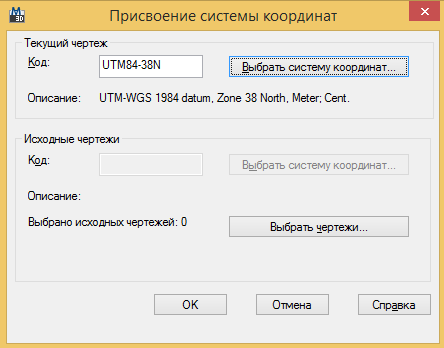 Присвоение системы координат
Текущий чертеж
Код: UTM84-38N Выбрать систему координат...
Описание: UTM-WGS 1984 datum, Zone 38 North, Meter; Cent.
Исходные чертежи
Код: Выбрать систему координат...
Описание:
Выбрано исходных чертежей: 0 Выбрать чертежи...
OK Отмена Справка